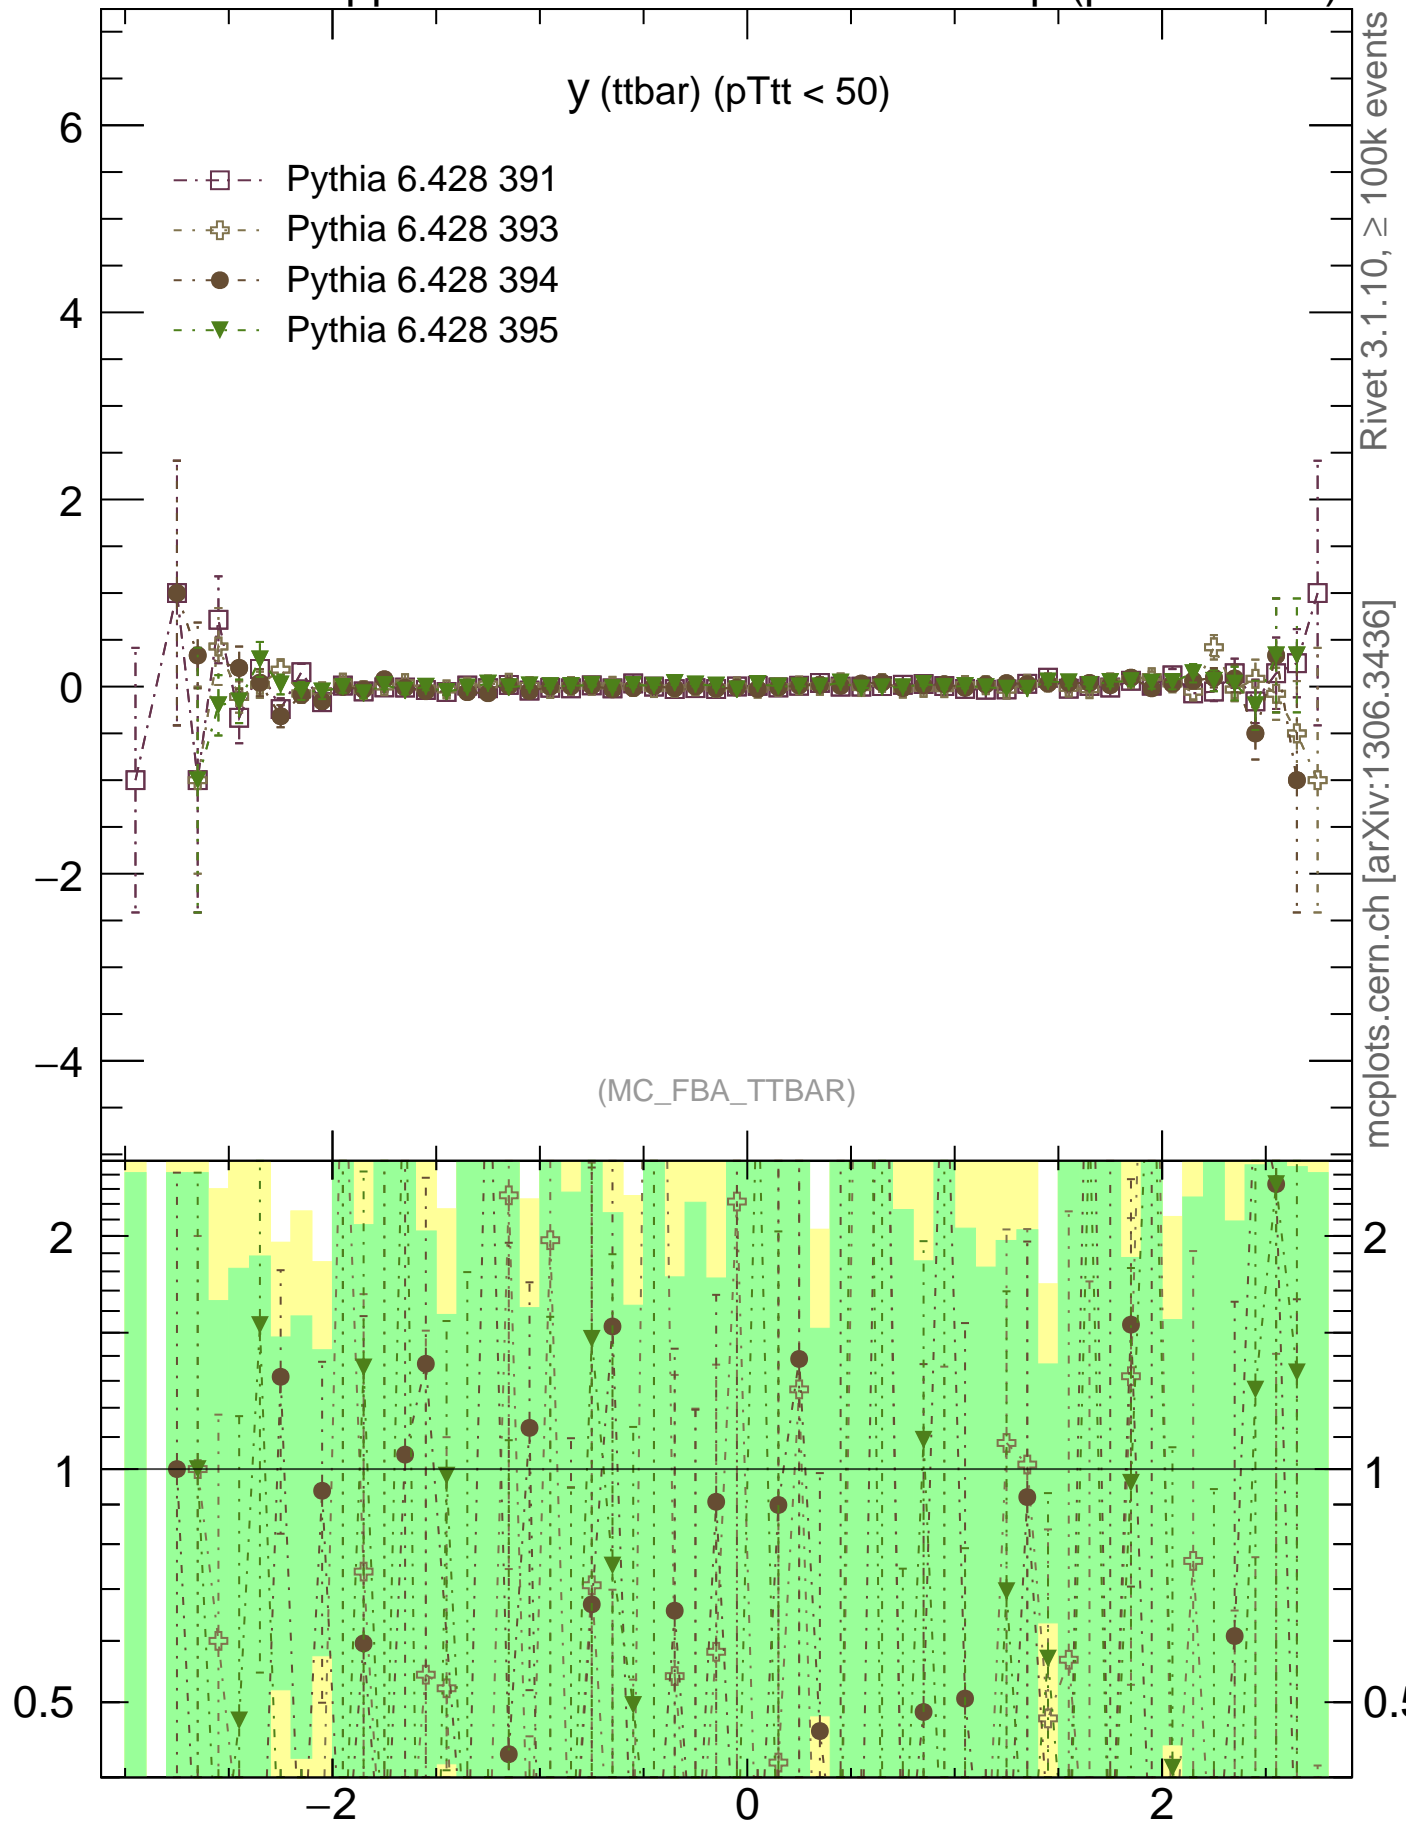 y (ttbar) (pTtt < 50)
6
4
2
0
−2
−4
Pythia 6.428 391
Pythia 6.428 393
Pythia 6.428 394
Pythia 6.428 395
(MC_FBA_TTBAR)
Rivet 3.1.10, ≥ 100k events
mcplots.cern.ch [arXiv:1306.3436]
2
1
0.5
2
1
0.5
−2
0
2